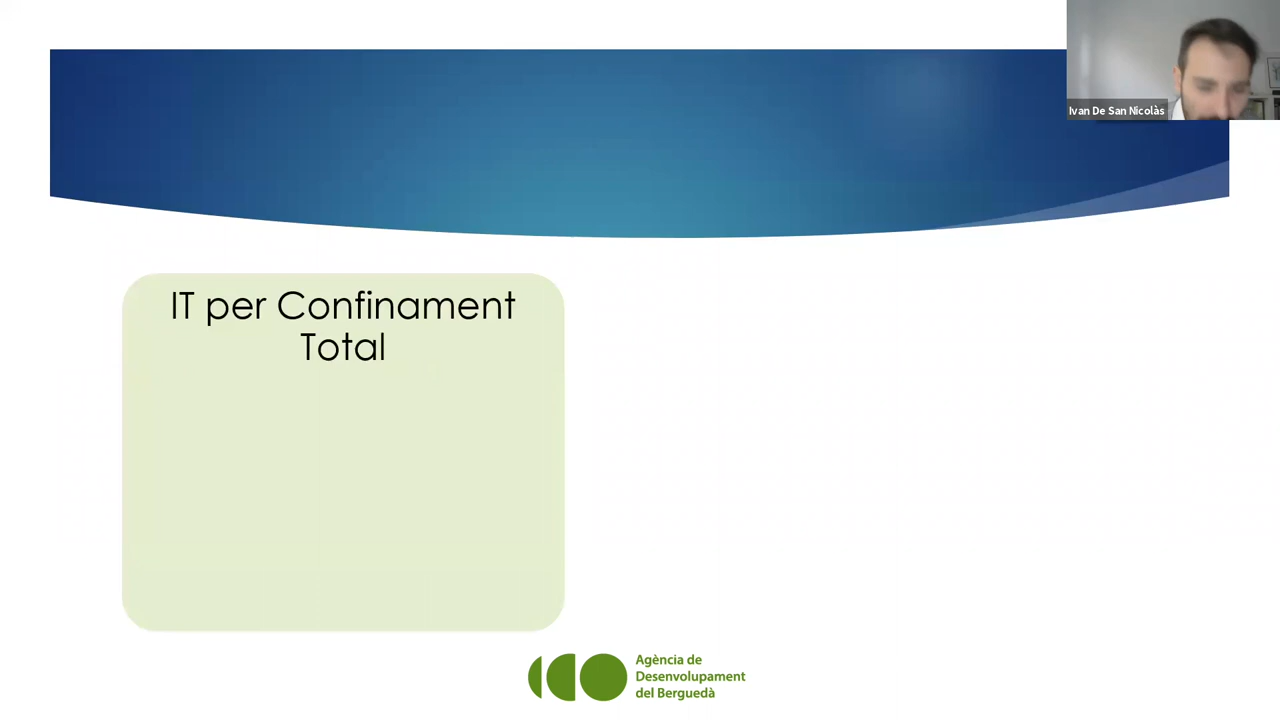 Ivan De San Nicolàs
IT per Confinament
Total
Agència de
Desenvolupament
del Berguedà